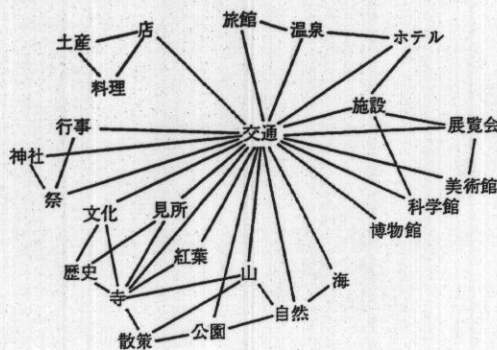 旅館
店
温泉
土産
ホテル
料理
施設
行事
交通
展覧会
神社
祭
美術館
文化
見所
科学館
博物館
紅葉
歴史
山
寺
海
自然
散策
公園